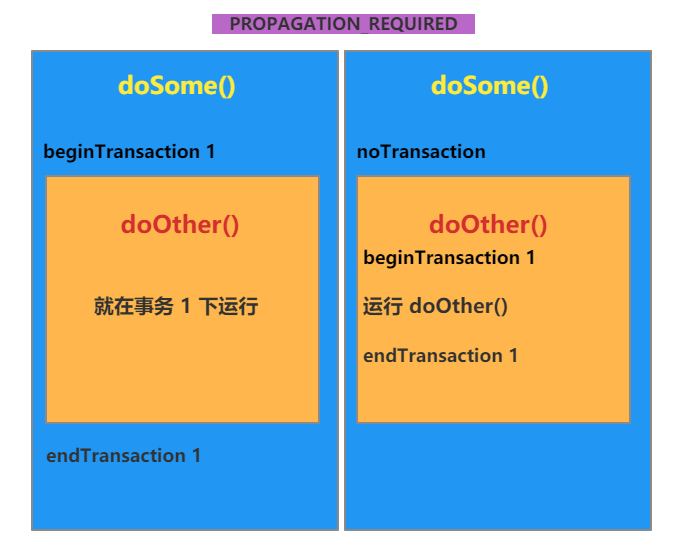 PROPAGATION_REQUIRED
doSome()
beginTransaction 1
doOther()
就在事务 1 下运行
endTransaction 1
doSome()
noTransaction
doOther()
beginTransaction 1
运行 doOther()
endTransaction 1